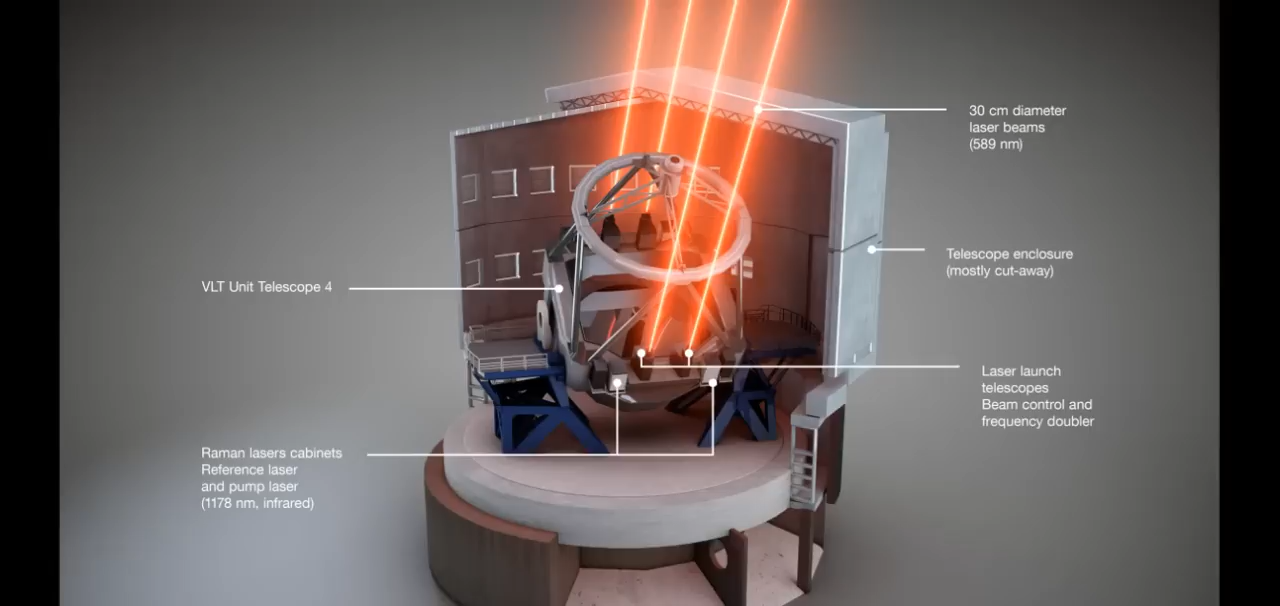 30 cm diameter
laser beams
(589 nm)
Telescope enclosure
(mostly cut-away)
VLT Unit Telescope 4
Laser launch
telescopes
Beam control and
frequency doubler
Raman lasers cabinets
Reference laser
and pump laser
(1178 nm, infrared)